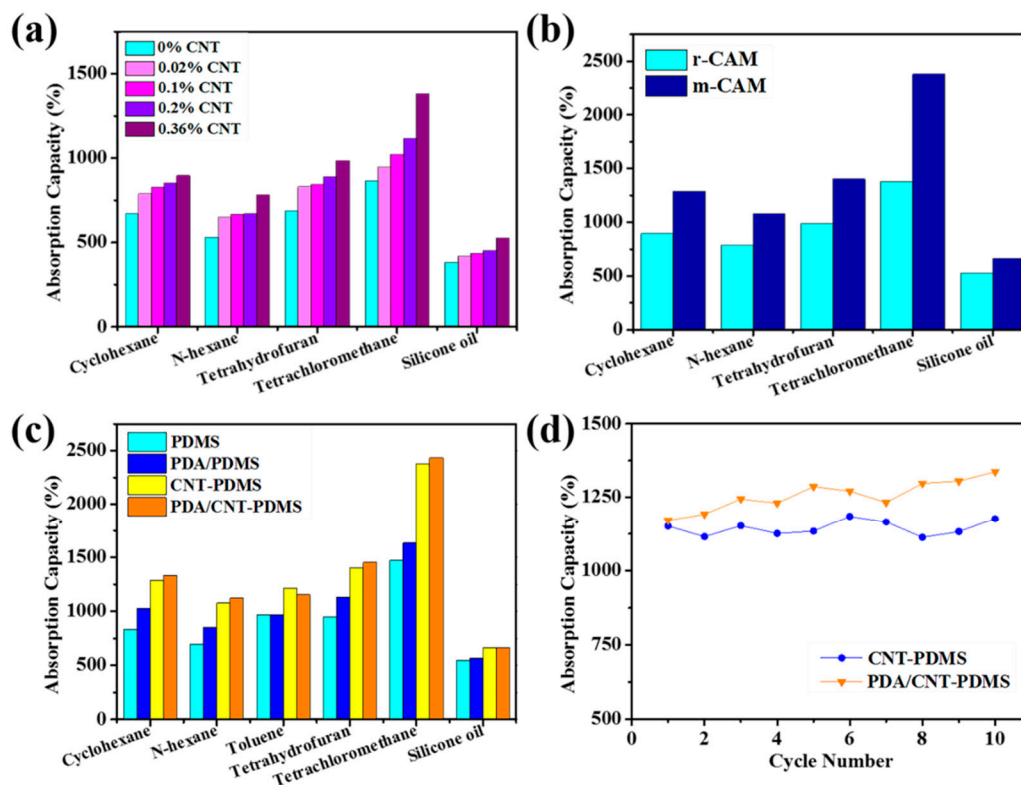 (a)
Absorption Capacity (%)
1500
1000
500
0
0% CNT
0.02% CNT
0.1% CNT
0.2% CNT
0.36% CNT
Cyclohexane
N-hexane
Tetrahydrofuran
Tetrachloromethane
Silicone oil
(b)
Absorption Capacity (%)
2500
2000
1500
1000
500
0
r-CAM
m-CAM
Cyclohexane
N-hexane
Tetrahydrofuran
Tetrachloromethane
Silicone oil
(c)
Absorption Capacity (%)
2500
2000
1500
1000
500
0
PDMS
PDA/PDMS
CNT-PDMS
PDA/CNT-PDMS
Cyclohexane
N-hexane
Toluene
Tetrahydrofuran
Tetrachloromethane
Silicone oil
(d)
Absorption Capacity (%)
1500
1250
1000
750
500
CNT-PDMS
PDA/CNT-PDMS
0 2 4 6 8 10
Cycle Number